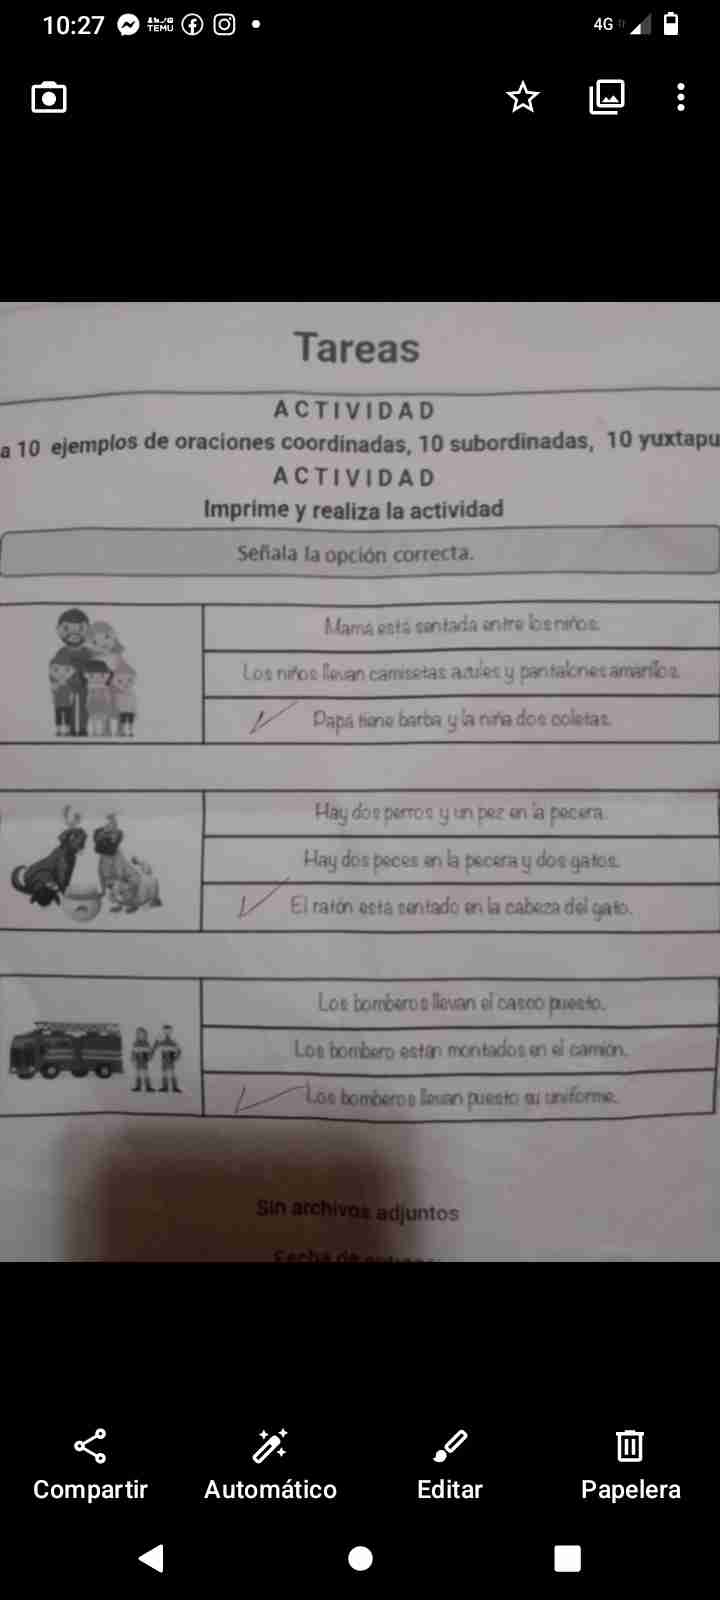 10:27
TEMU
4G
Tareas
ACTIVIDAD
a 10 ejemplos de oraciones coordinadas, 10 subordinadas, 10 yuxtapu
ACTIVIDAD
Imprime y realiza la actividad
Señala la opción correcta.
Mamá está sentada entre los niños.
Los niños llevan camisetas azules y pantalones amarillos.
Papá tiene barba y la niña dos coletas.
Hay dos perros y un pez en la pecera.
Hay dos peces en la pecera y dos gatos.
El ratón está sentado en la cabeza del gato.
Los bomberos llevan el casco puesto.
Los bombero están montados en el camión.
Los bomberos llevan puesto su uniforme.
Sin archivos adjuntos
Fecha de
Compartir
Automático
Editar
Papelera